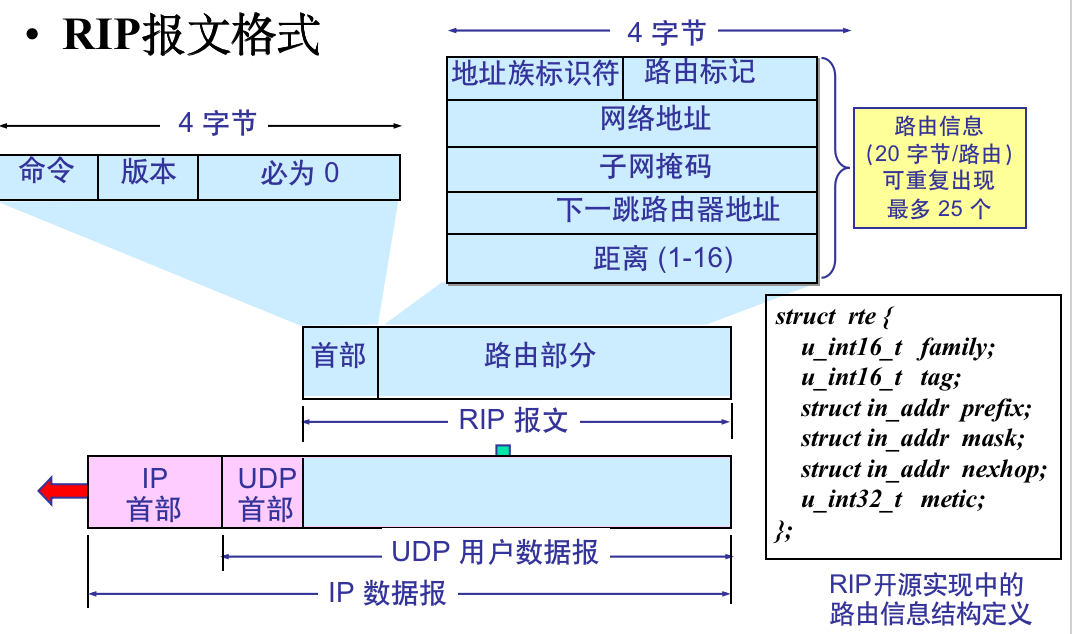 • RIP报文格式
4 字节
命令 版本 必为 0
4 字节
地址族标识符 路由标记
网络地址
子网掩码
下一跳路由器地址
距离 (1-16)
路由信息
(20 字节/路由)
可重复出现
最多 25 个
首部 路由部分
RIP 报文
IP
首部
UDP
首部
UDP 用户数据报
IP 数据报
struct rte {
u_int16_t family;
u_int16_t tag;
struct in_addr prefix;
struct in_addr mask;
struct in_addr nexhop;
u_int32_t metic;
};
RIP开源实现中的
路由信息结构定义